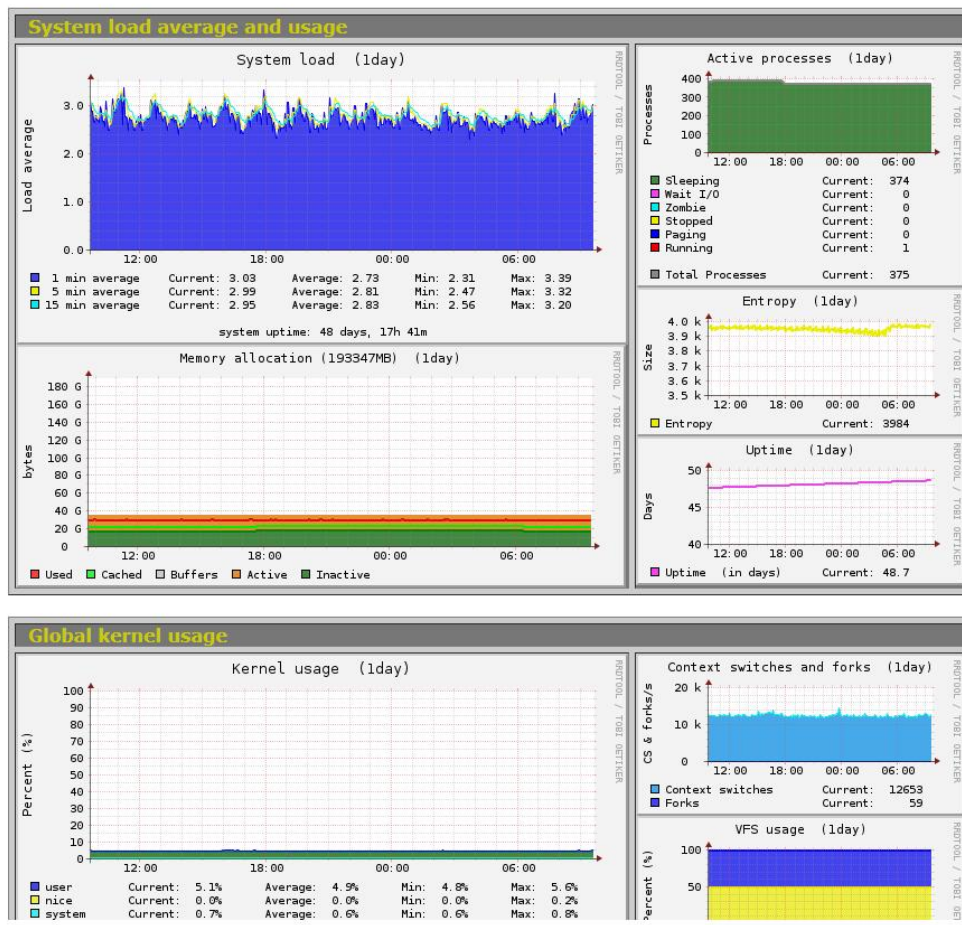 System load average and usage
System load (1day)
RRDTOOL / TOBI OETIKER
Load average
3.0
2.0
1.0
0.0
12:00 18:00 00:00 06:00
1 min average Current: 3.03 Average: 2.73 Min: 2.31 Max: 3.39
5 min average Current: 2.99 Average: 2.81 Min: 2.47 Max: 3.32
15 min average Current: 2.95 Average: 2.83 Min: 2.56 Max: 3.20
system uptime: 48 days, 17h 41m
Active processes (1day)
RRDTOOL / TOBI OETIKER
Processes
400
300
200
100
0
12:00 18:00 00:00 06:00
Sleeping Current: 374
Wait I/O Current: 0
Zombie Current: 0
Stopped Current: 0
Paging Current: 0
Running Current: 1
Total Processes Current: 375
Memory allocation (193347MB) (1day)
RRDTOOL / TOBI OETIKER
bytes
180 G
160 G
140 G
120 G
100 G
80 G
60 G
40 G
20 G
0
12:00 18:00 00:00 06:00
Used Cached Buffers Active Inactive
Entropy (1day)
RRDTOOL / TOBI OETIKER
Size
4.0 k
3.9 k
3.8 k
3.7 k
3.6 k
3.5 k
12:00 18:00 00:00 06:00
Entropy Current: 3984
Uptime (1day)
RRDTOOL / TOBI OETIKER
Days
50
45
40
12:00 18:00 00:00 06:00
Uptime (in days) Current: 48.7
Global kernel usage
Kernel usage (1day)
RRDTOOL / TOBI OETIKER
Percent (%)
100
90
80
70
60
50
40
30
20
10
0
12:00 18:00 00:00 06:00
user Current: 5.1% Average: 4.9% Min: 4.8% Max: 5.6%
nice Current: 0.0% Average: 0.0% Min: 0.0% Max: 0.2%
system Current: 0.7% Average: 0.6% Min: 0.6% Max: 0.8%
Context switches and forks (1day)
RRDTOOL / TOBI OETIKER
CS & forks/s
20 k
10 k
0
12:00 18:00 00:00 06:00
Context switches Current: 12653
Forks Current: 59
VFS usage (1day)
RRDTOOL / TOBI OET
Percent (%)
100
50